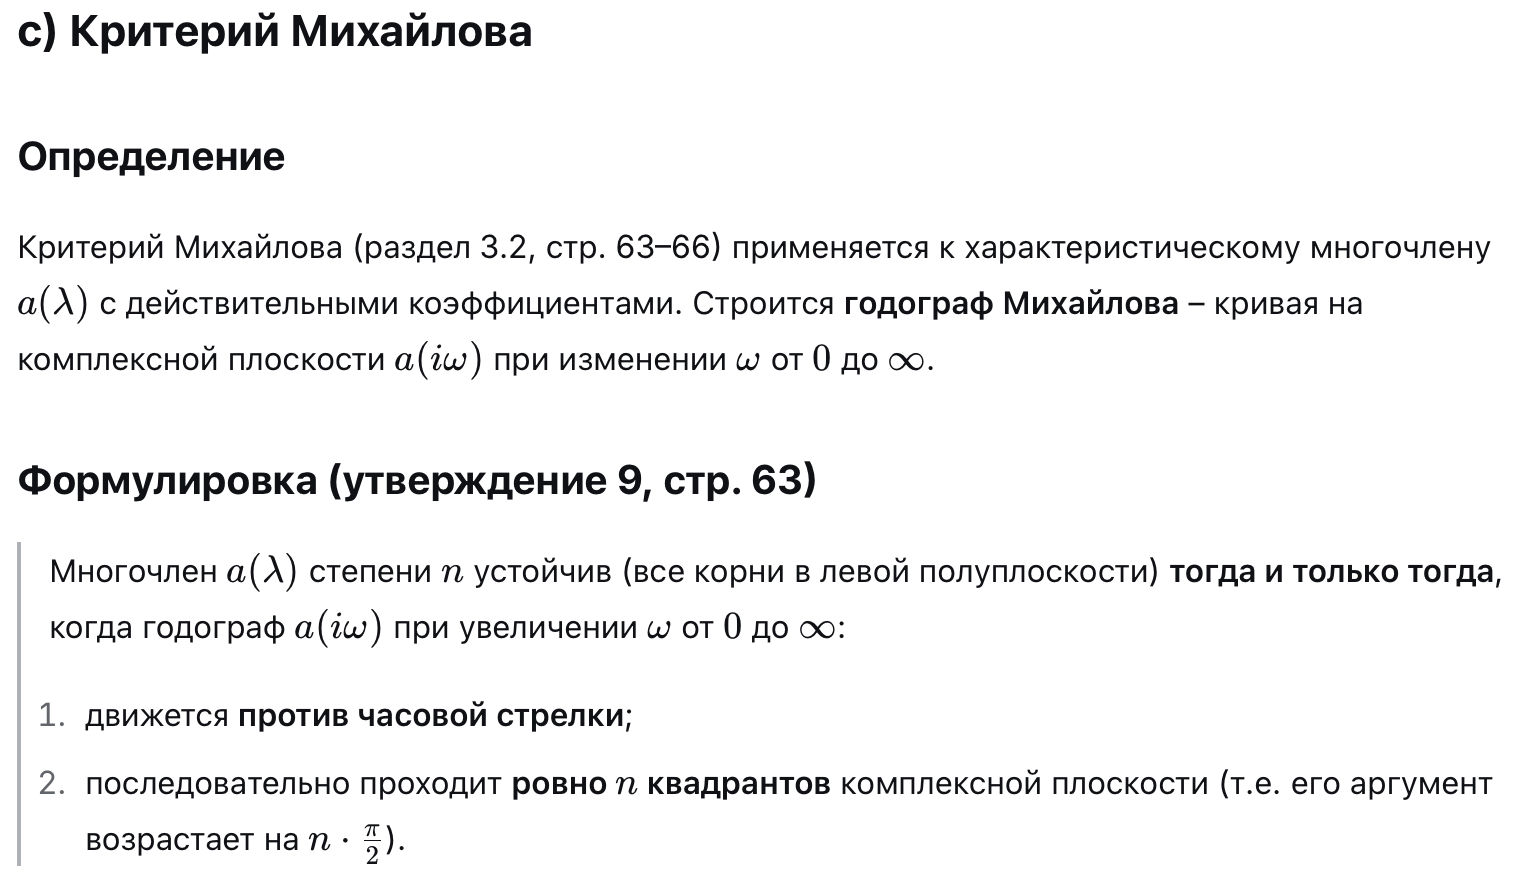 c) Критерий Михайлова
Определение
Критерий Михайлова (раздел 3.2, стр. 63–66) применяется к характеристическому многочлену
a(λ) с действительными коэффициентами. Строится годограф Михайлова – кривая на
комплексной плоскости a(iω) при изменении ω от 0 до ∞.
Формулировка (утверждение 9, стр. 63)
Многочлен a(λ) степени n устойчив (все корни в левой полуплоскости) тогда и только тогда,
когда годограф a(iω) при увеличении ω от 0 до ∞:
1. движется против часовой стрелки;
2. последовательно проходит ровно n квадрантов комплексной плоскости (т.е. его аргумент
возрастает на n · π/2).